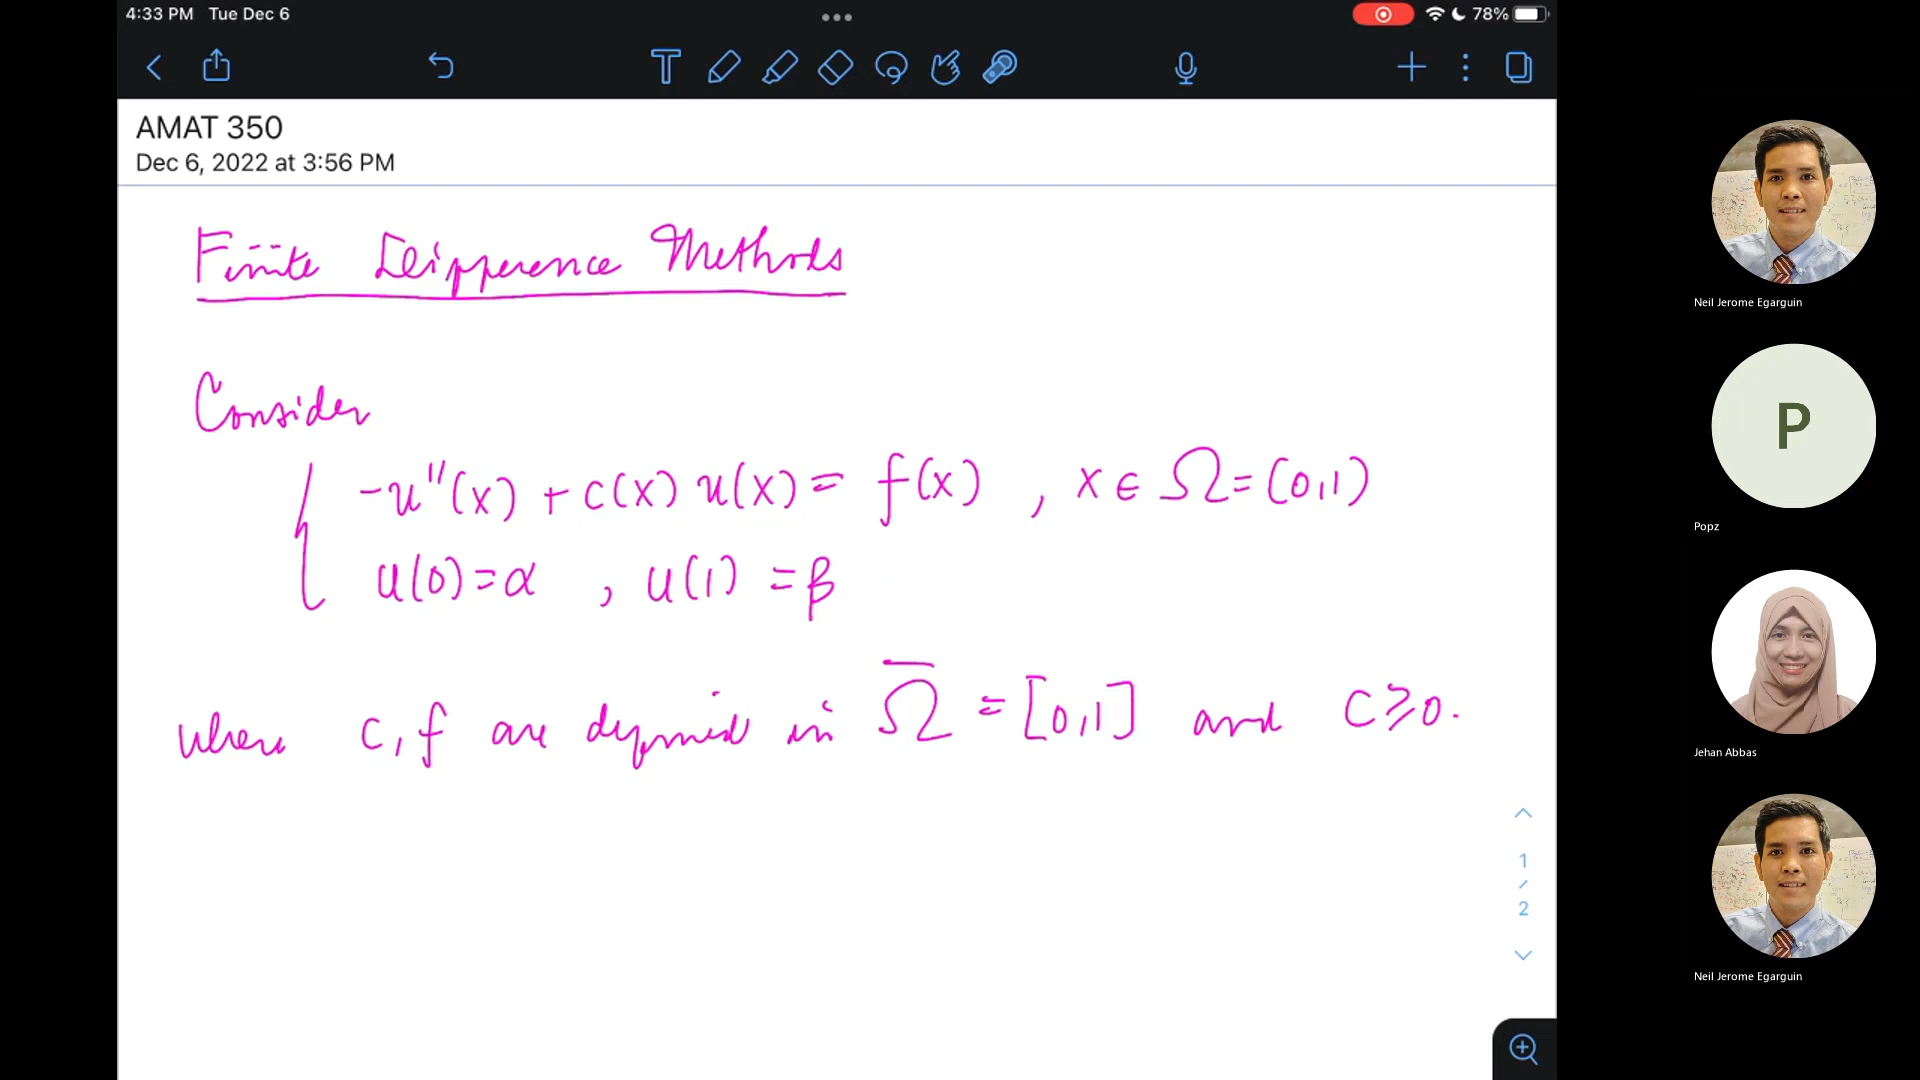 4:33 PM Tue Dec 6
78%
AMAT 350
Dec 6, 2022 at 3:56 PM
Finite Difference Methods
Consider
-u''(x) + c(x) u(x) = f(x) , x ∈ Ω = (0,1)
u(0) = α , u(1) = β
where c, f are defined in Ω̅ = [0,1] and c ≥ 0.
1
/
2
Neil Jerome Egarguin
P
Popz
Jehan Abbas
Neil Jerome Egarguin